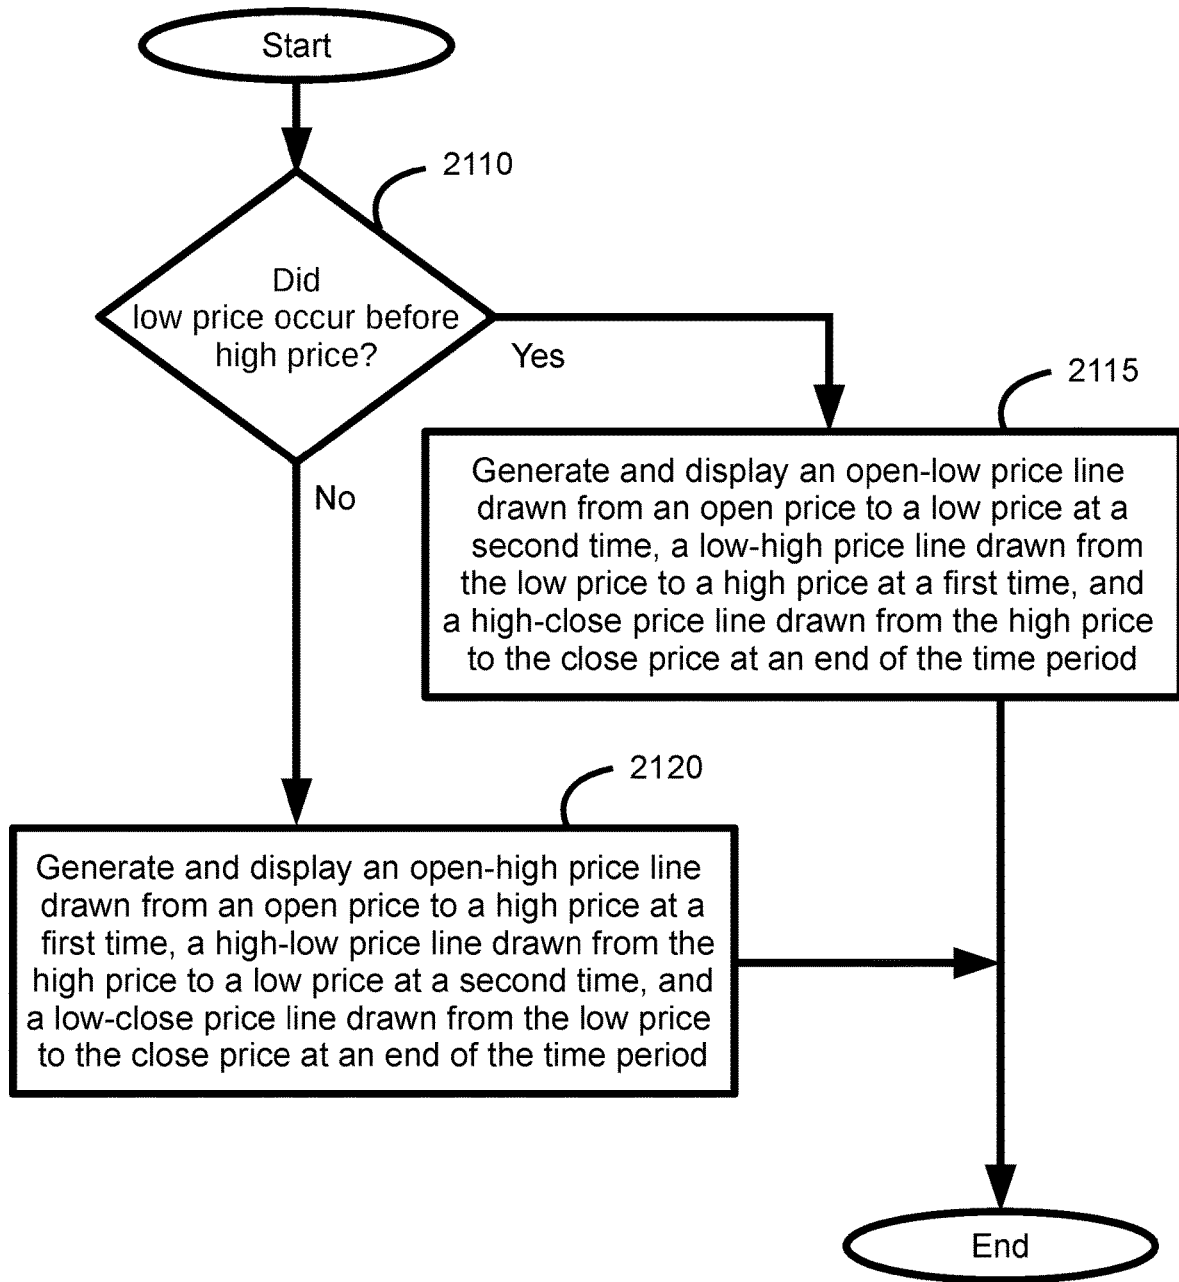 Start
2110
Did
low price occur before
high price?
Yes
No
2115
Generate and display an open-low price line
drawn from an open price to a low price at a
second time, a low-high price line drawn from
the low price to a high price at a first time, and
a high-close price line drawn from the high price
to the close price at an end of the time period
2120
Generate and display an open-high price line
drawn from an open price to a high price at a
first time, a high-low price line drawn from the
high price to a low price at a second time, and
a low-close price line drawn from the low price
to the close price at an end of the time period
End